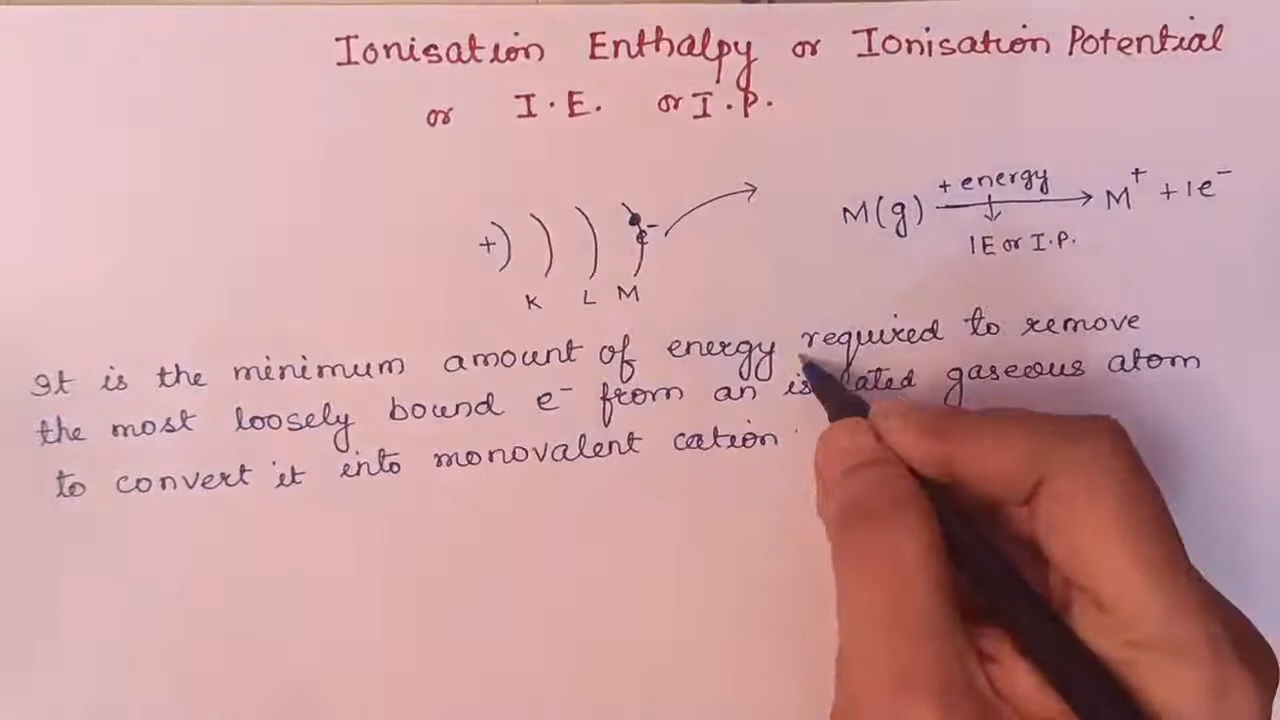 Ionisation Enthalpy or Ionisation Potential
or I.E. or I.P.
+ energy
M(g) → M⁺ + 1e⁻
IE or I.P.
+ e⁻
K L M
It is the minimum amount of energy required to remove
the most loosely bound e⁻ from an gaseous atom
to convert it into monovalent cation